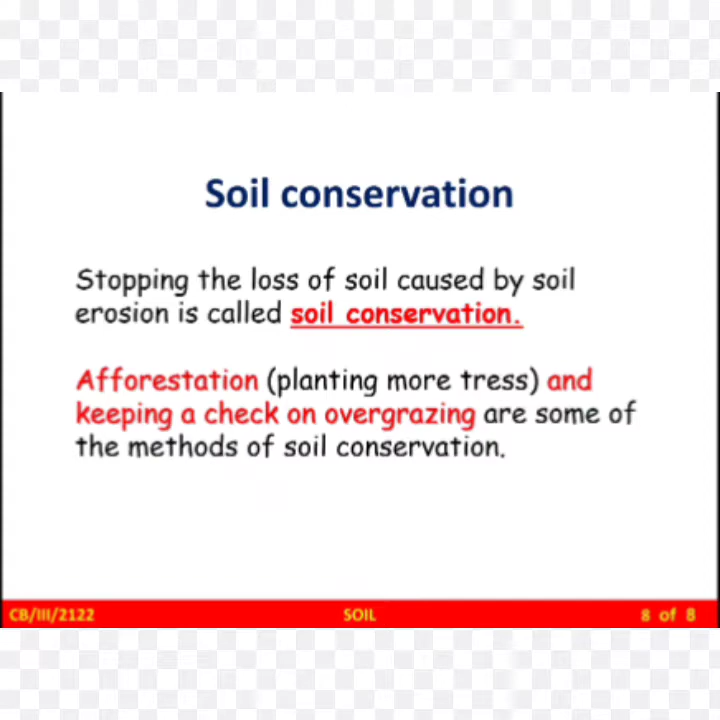 Soil conservation
Stopping the loss of soil caused by soil
erosion is called soil conservation.
Afforestation (planting more tress) and
keeping a check on overgrazing are some of
the methods of soil conservation.
CB/III/2122
SOIL
8 of 8